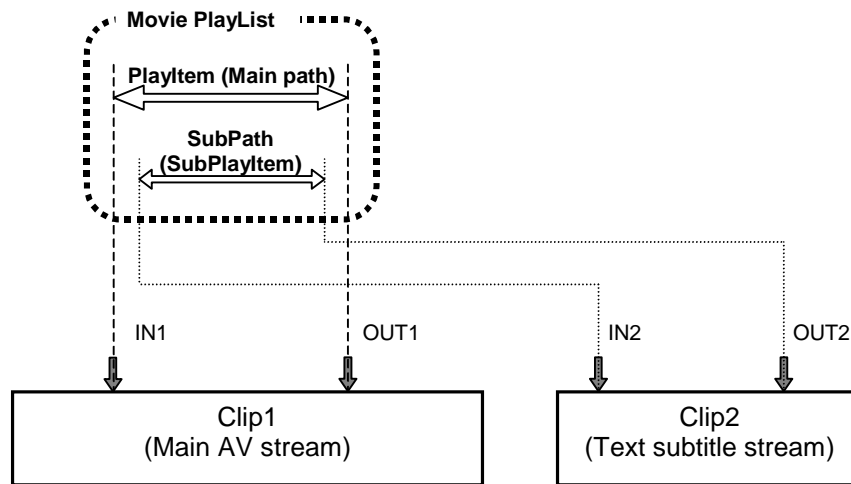 Movie PlayList
PlayItem (Main path)
SubPath
(SubPlayItem)
IN1
OUT1
IN2
OUT2
Clip1
(Main AV stream)
Clip2
(Text subtitle stream)